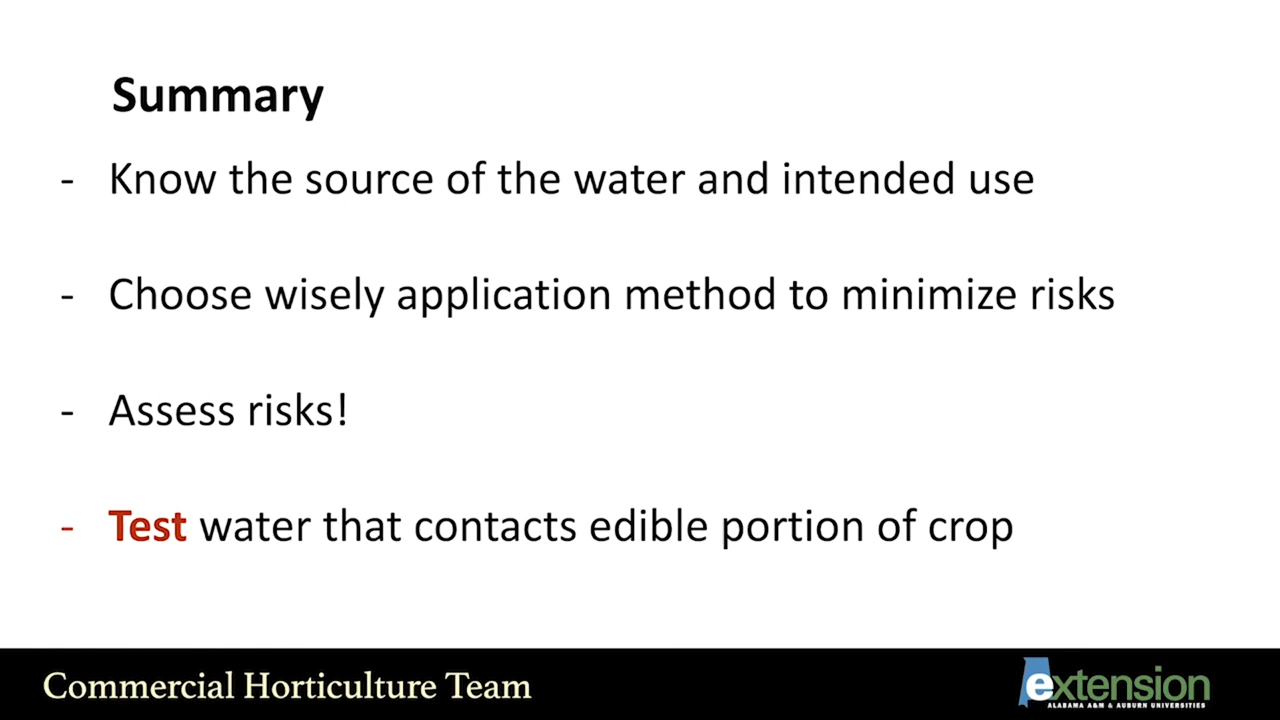 Summary
- Know the source of the water and intended use
- Choose wisely application method to minimize risks
- Assess risks!
- Test water that contacts edible portion of crop
Commercial Horticulture Team
extension
ALABAMA A&M & AUBURN UNIVERSITIES